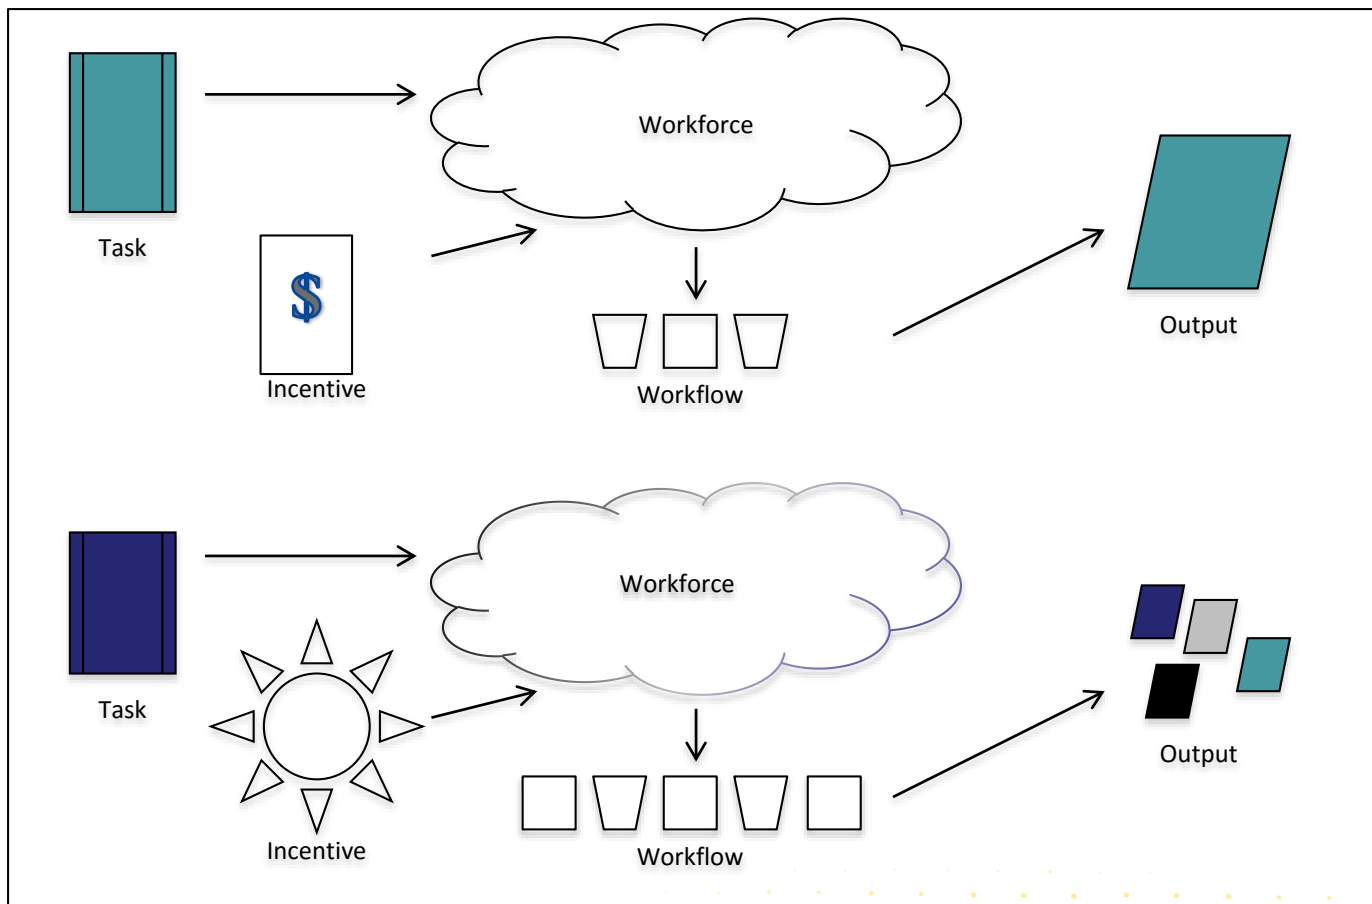 Workforce
Task
$
Incentive
Workflow
Output
Workforce
Task
Incentive
Workflow
Output